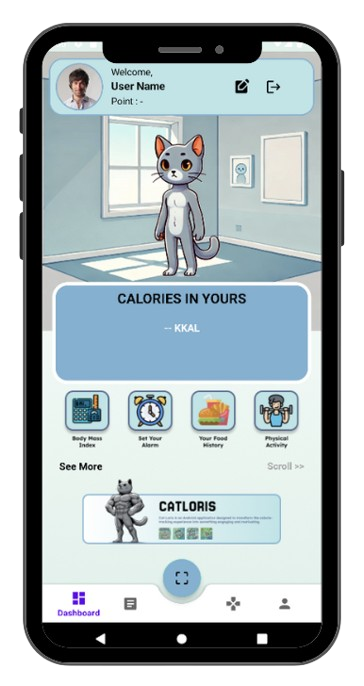 Welcome,
User Name
Point : -
CALORIES IN YOURS
-- KKAL
Body Mass
Index
Set Your
Alarm
Your Food
History
Physical
Activity
See More
Scroll >>
CATLORIS
Dashboard